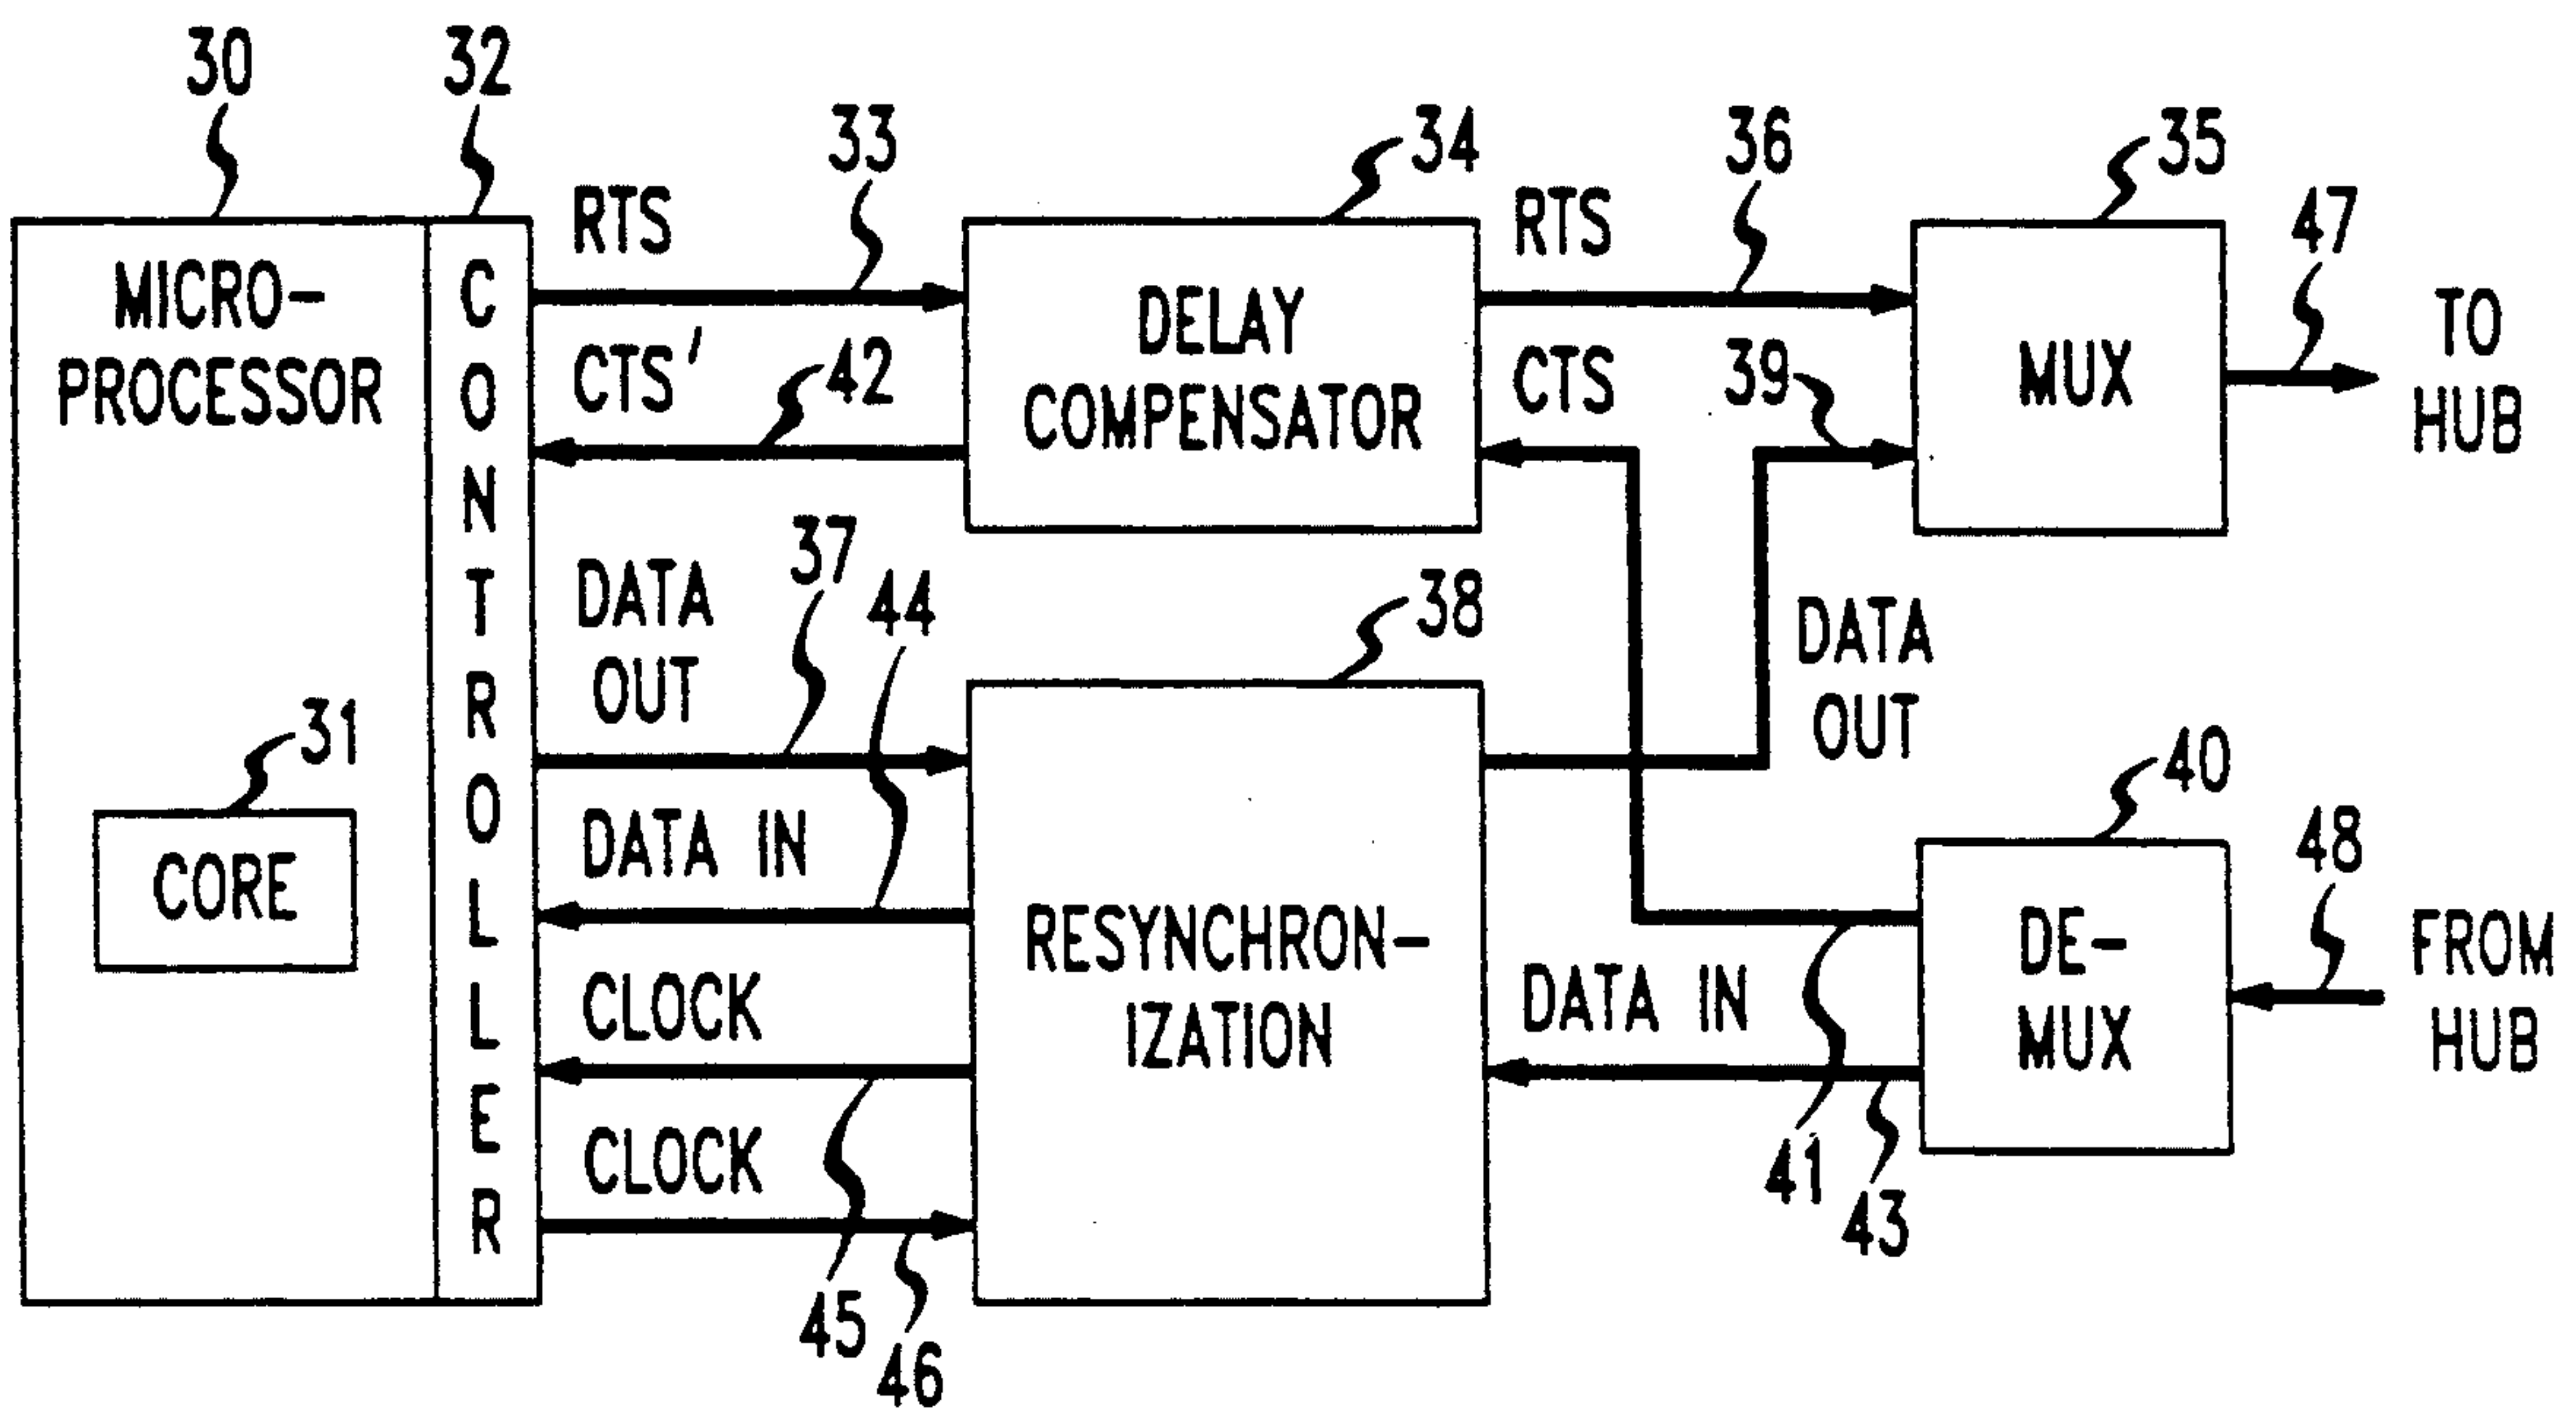 30
32
33
34
36
35
47
RTS
RTS
MICRO-
PROCESSOR
CONTROLLER
DELAY
COMPENSATOR
MUX
TO
HUB
CTS'
42
CTS
39
DATA
OUT
37
44
38
DATA
OUT
31
CORE
DATA IN
40
48
RESYNCHRON-
IZATION
DE-
MUX
FROM
HUB
CLOCK
DATA IN
CLOCK
41
43
45
46